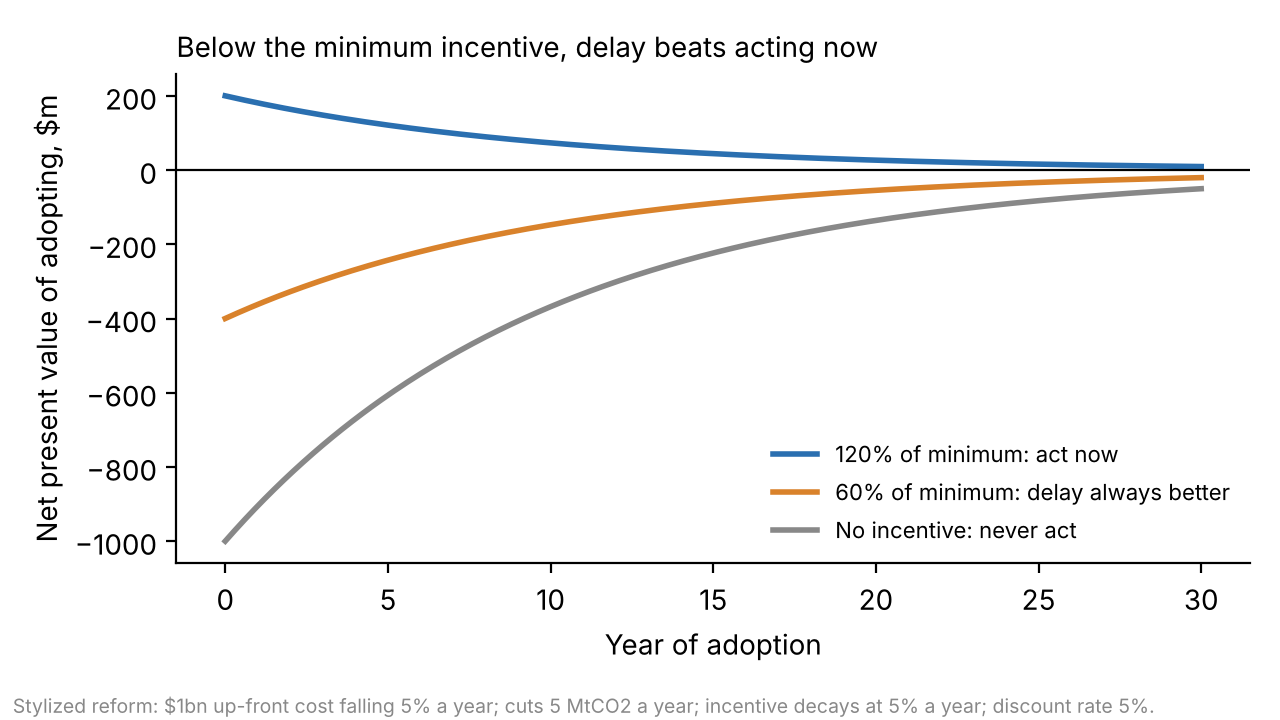 Below the minimum incentive, delay beats acting now
Net present value of adopting, $m
200
0
−200
−400
−600
−800
−1000
120% of minimum: act now
60% of minimum: delay always better
No incentive: never act
0 5 10 15 20 25 30
Year of adoption
Stylized reform: $1bn up-front cost falling 5% a year; cuts 5 MtCO2 a year; incentive decays at 5% a year; discount rate 5%.